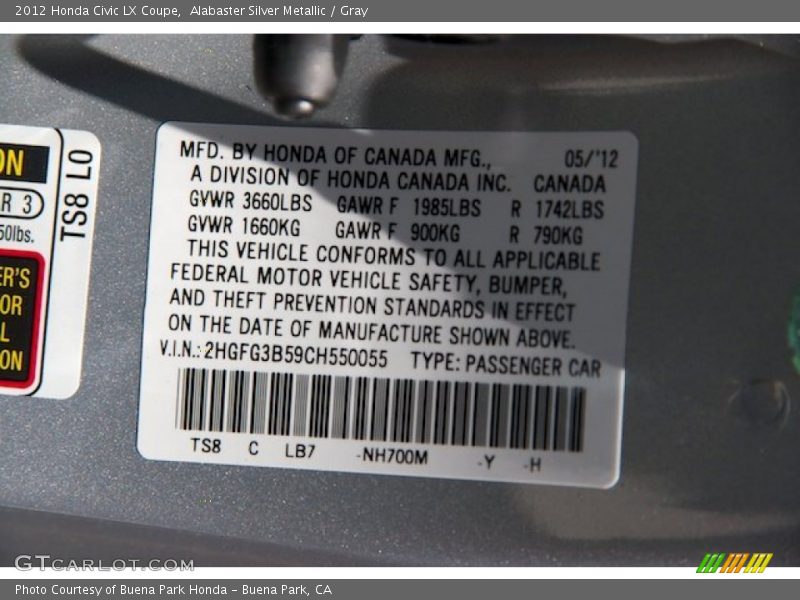 2012 Honda Civic LX Coupe,  Alabaster Silver Metallic / Gray
ON
R 3
50lbs.
TS8 L0
ER'S
OR
L
ON
MFD. BY HONDA OF CANADA MFG., 05/'12
A DIVISION OF HONDA CANADA INC. CANADA
GVWR 3660LBS GAWR F 1985LBS R 1742LBS
GVWR 1660KG GAWR F 900KG R 790KG
THIS VEHICLE CONFORMS TO ALL APPLICABLE
FEDERAL MOTOR VEHICLE SAFETY, BUMPER,
AND THEFT PREVENTION STANDARDS IN EFFECT
ON THE DATE OF MANUFACTURE SHOWN ABOVE.
V.I.N.: 2HGFG3B59CH550055 TYPE: PASSENGER CAR
TS8 C LB7 -NH700M -Y -H
GTCARLOT.COM
Photo Courtesy of Buena Park Honda - Buena Park, CA